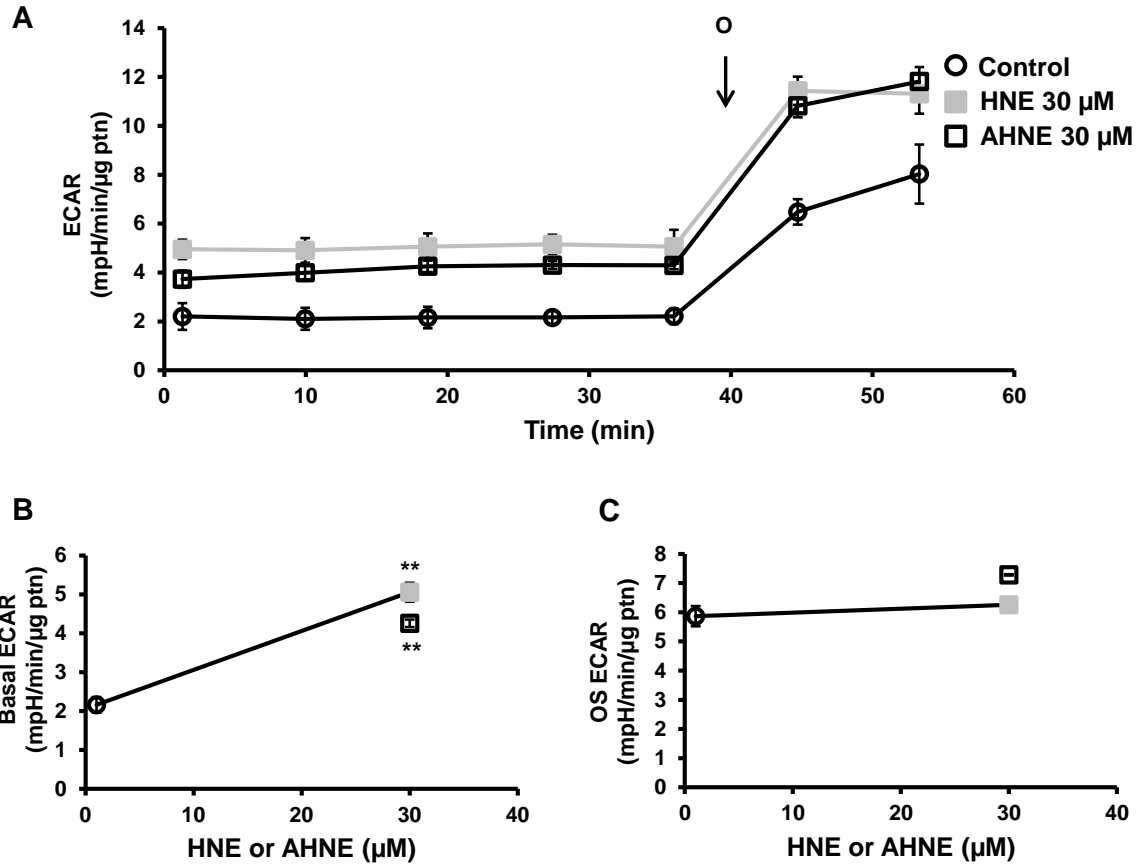 A
O
14
12
10
8
6
4
2
0
ECAR
(mpH/min/µg ptn)
0 10 20 30 40 50 60
Time (min)
Control
HNE 30 µM
AHNE 30 µM
B
6
5
4
3
2
1
0
Basal ECAR
(mpH/min/µg ptn)
**
**
0 10 20 30 40
HNE or AHNE (µM)
C
8
7
6
5
4
3
2
1
0
OS ECAR
(mpH/min/µg ptn)
0 10 20 30 40
HNE or AHNE (µM)